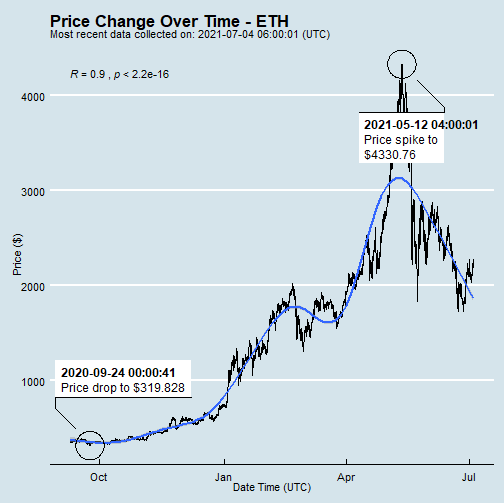 Price Change Over Time - ETH
Most recent data collected on: 2021-07-04 06:00:01 (UTC)
R = 0.9 , p < 2.2e-16
4000
2021-05-12 04:00:01
Price spike to
$4330.76
3000
Price ($)
2000
2020-09-24 00:00:41
Price drop to $319.828
1000
Oct
Jan
Apr
Jul
Date Time (UTC)